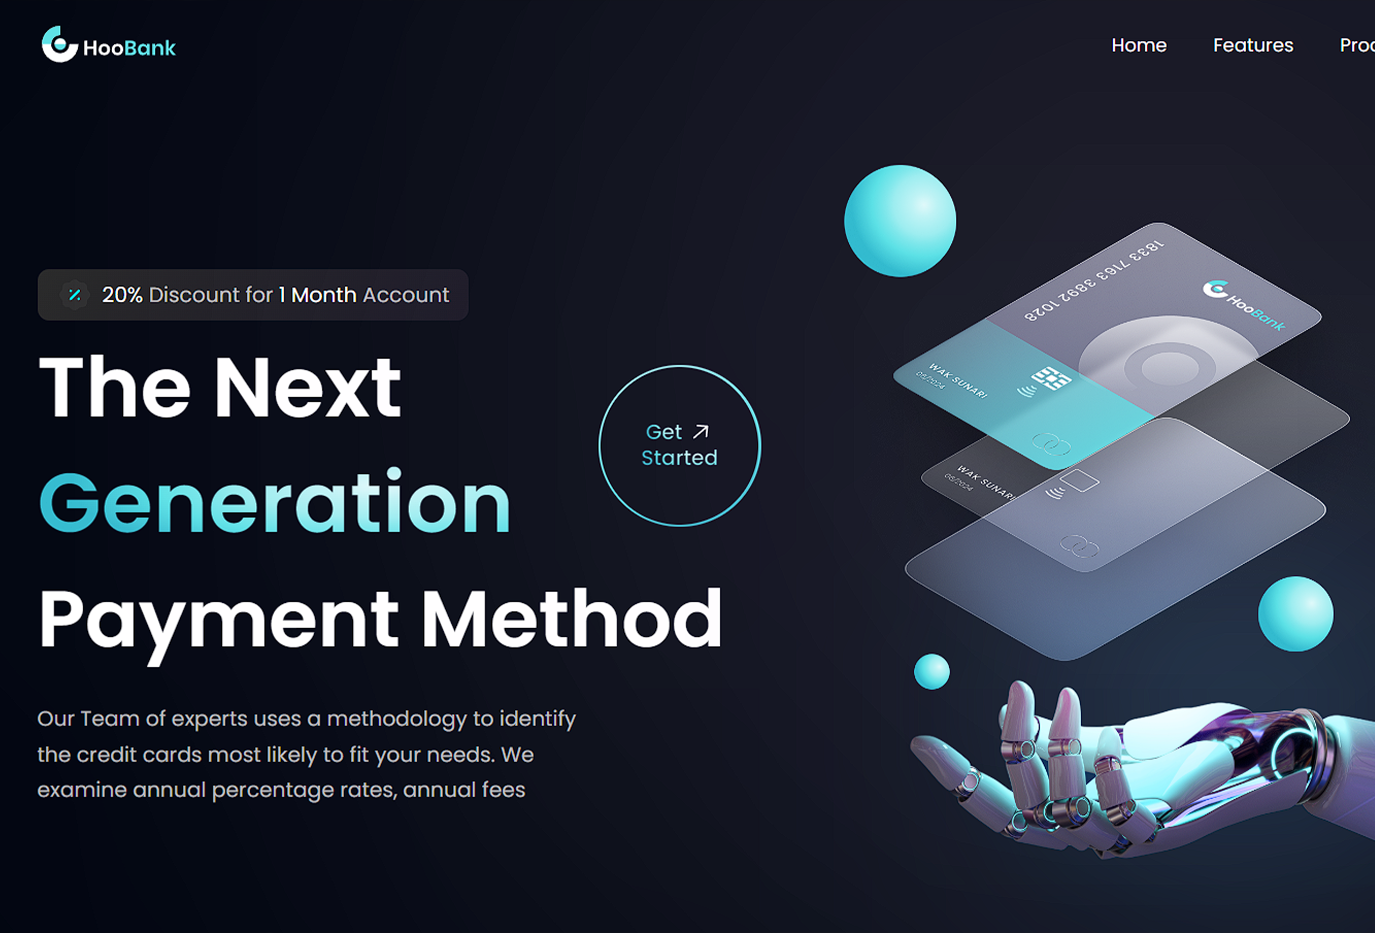 HooBank
Home Features Proc
20% Discount for 1 Month Account
The Next
Generation
Payment Method
Get
Started
Our Team of experts uses a methodology to identify
the credit cards most likely to fit your needs. We
examine annual percentage rates, annual fees
1833 7163 3892 1028
HooBank
WAK SUNARI
06/2024
WAK SUNARI
06/2024